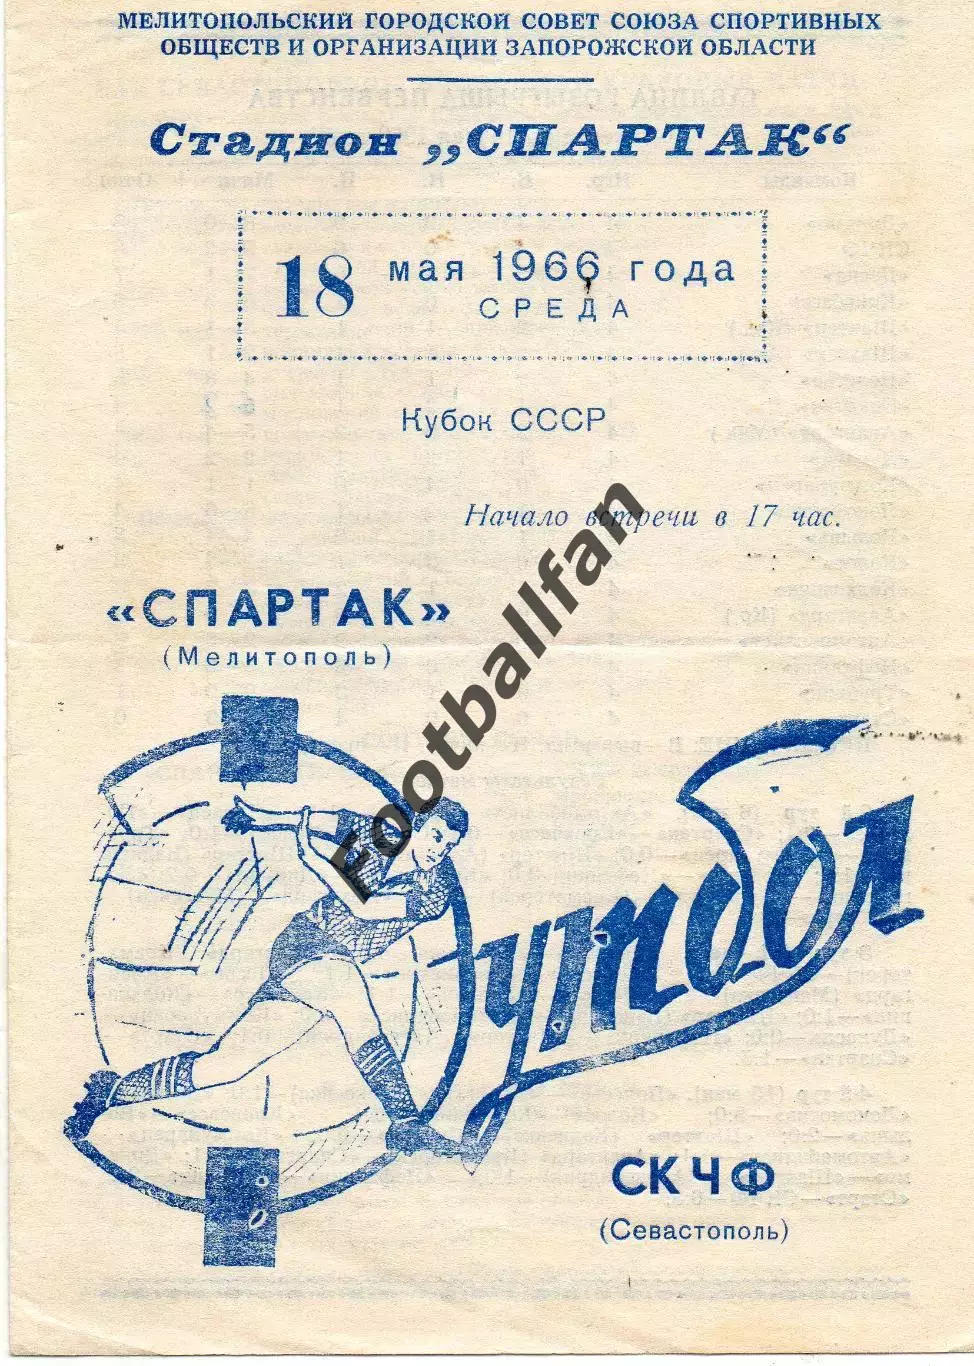 МЕЛИТОПОЛЬСКИЙ ГОРОДСКОЙ СОВЕТ СОЮЗА СПОРТИВНЫХ
ОБЩЕСТВ И ОРГАНИЗАЦИЙ ЗАПОРОЖСКОЙ ОБЛАСТИ
Стадион „СПАРТАК“
18 мая 1966 года
СРЕДА
Кубок СССР
Начало встречи в 17 час.
«СПАРТАК»
(Мелитополь)
Футбол
СКЧФ
(Севастополь)
Footballfan